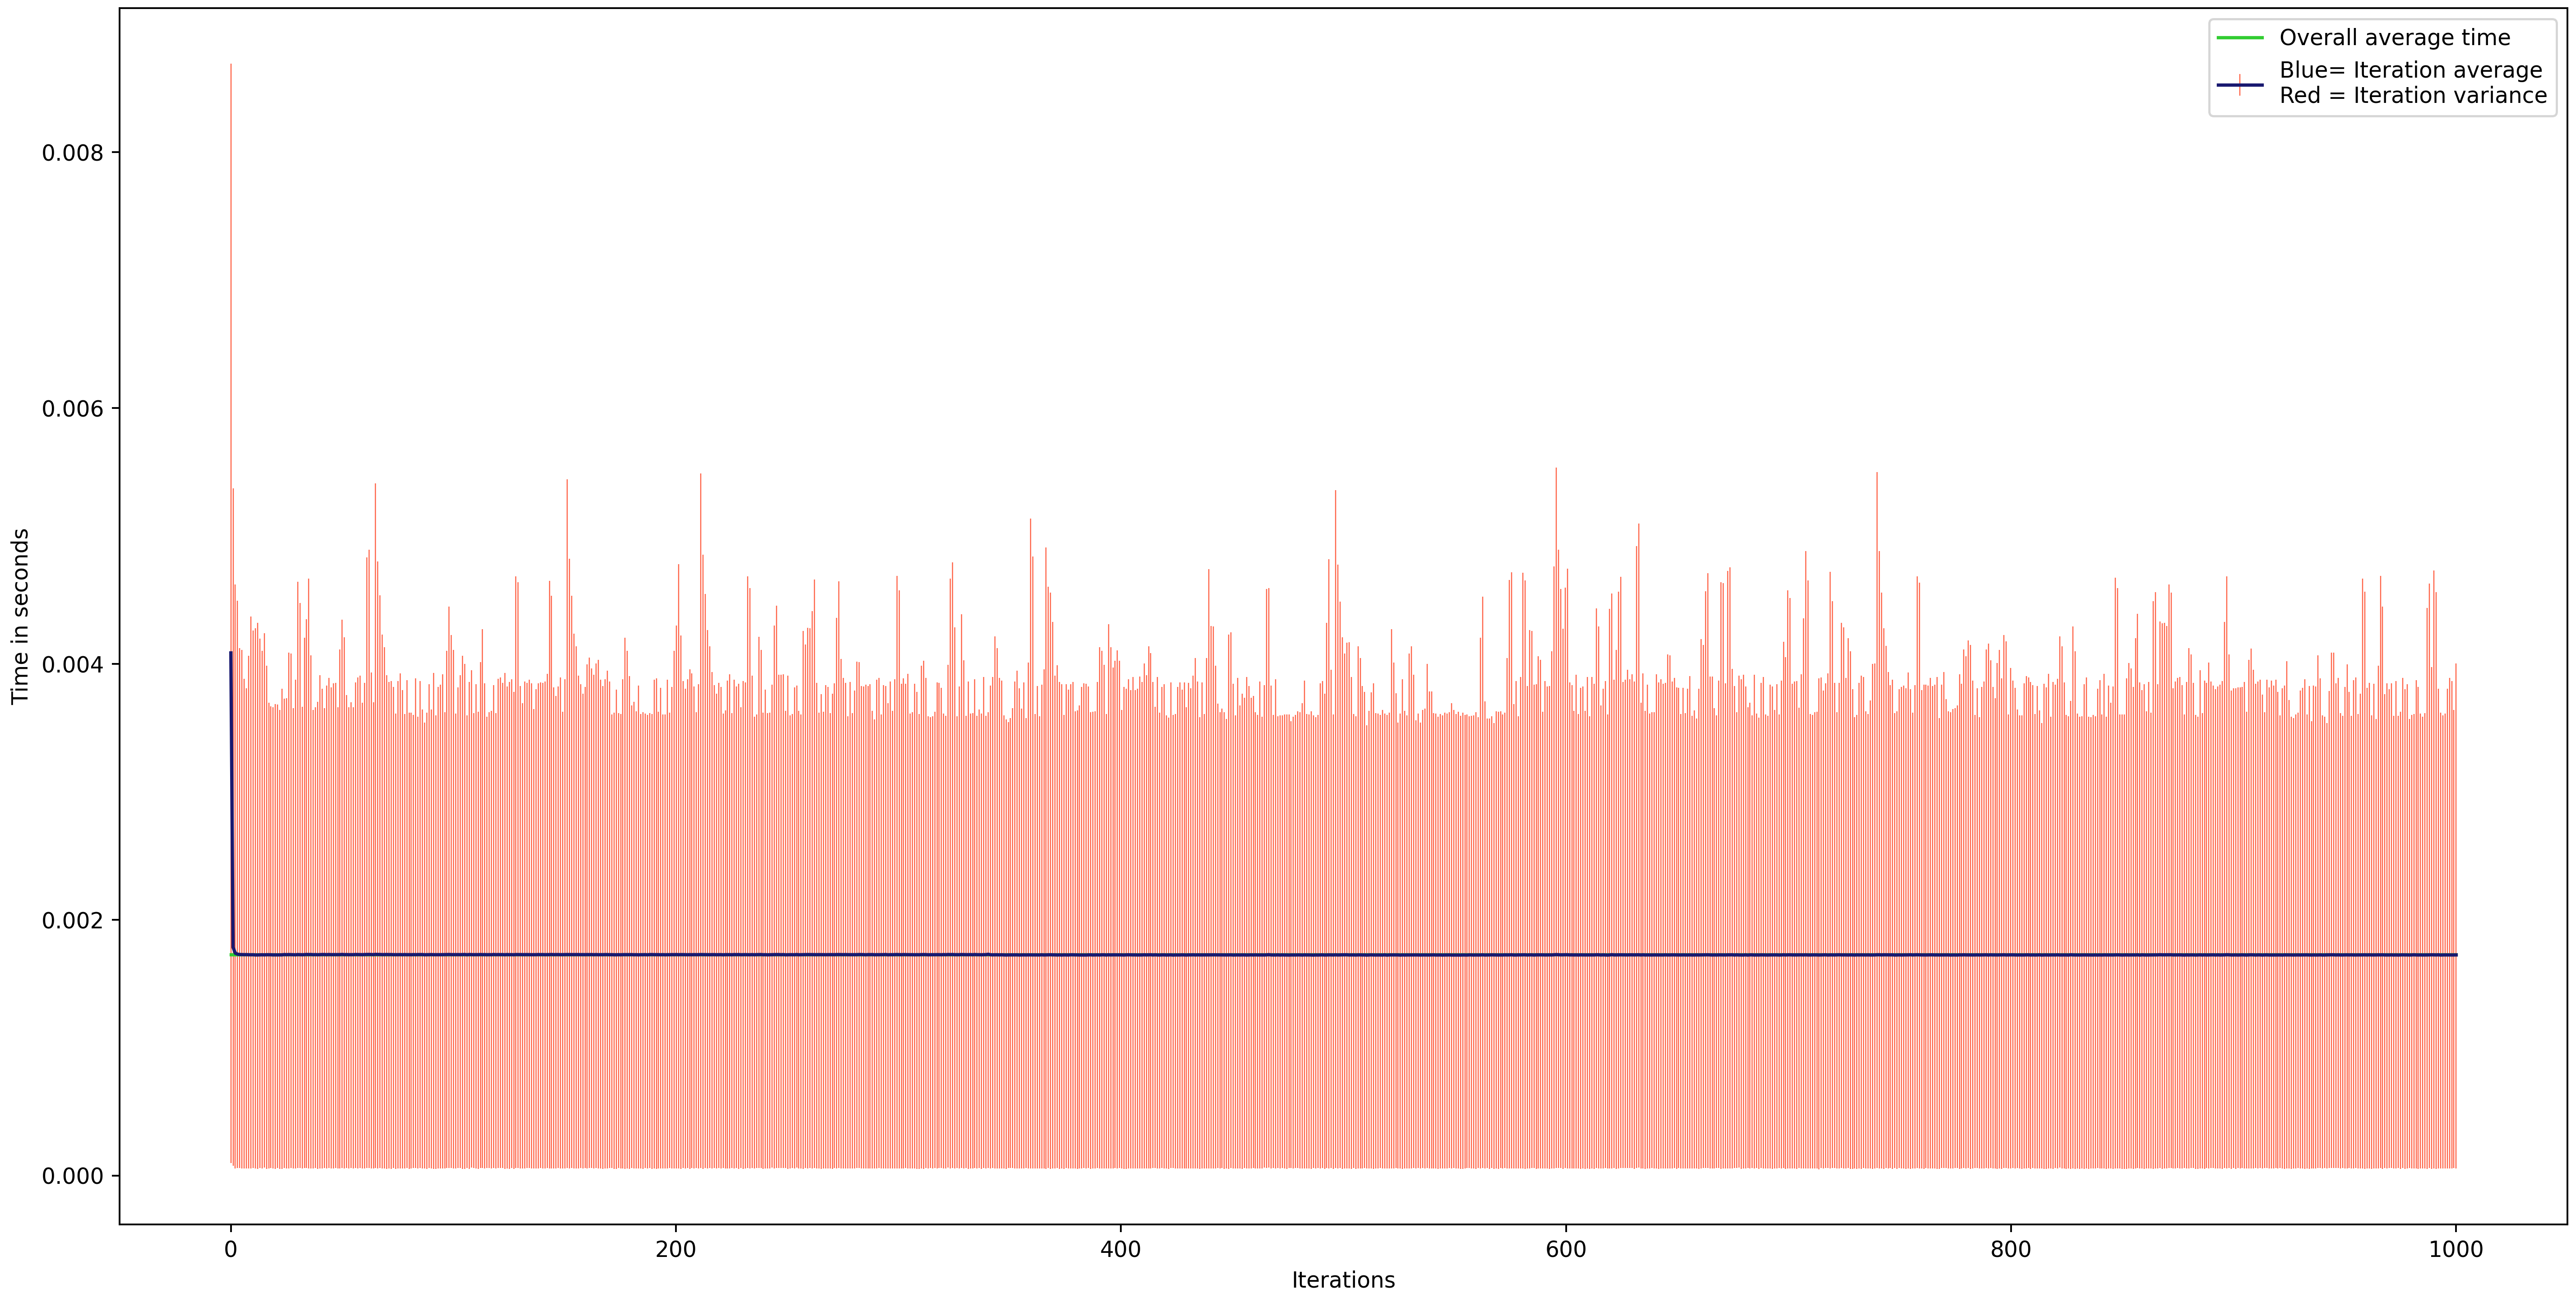 Overall average time
Blue= Iteration average
Red = Iteration variance
0.008
0.006
0.004
0.002
0.000
Time in seconds
0
200
400
600
800
1000
Iterations